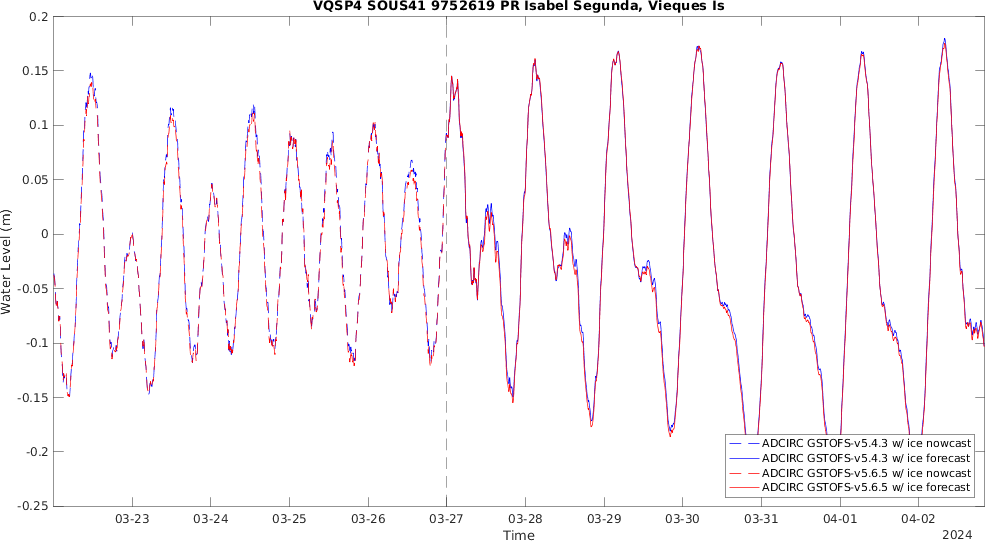 VQSP4 SOUS41 9752619 PR Isabel Segunda, Vieques Is
0.2
0.15
0.1
0.05
0
-0.05
-0.1
-0.15
-0.2
-0.25
Water Level (m)
ADCIRC GSTOFS-v5.4.3 w/ ice nowcast
ADCIRC GSTOFS-v5.4.3 w/ ice forecast
ADCIRC GSTOFS-v5.6.5 w/ ice nowcast
ADCIRC GSTOFS-v5.6.5 w/ ice forecast
03-23 03-24 03-25 03-26 03-27 03-28 03-29 03-30 03-31 04-01 04-02
Time
2024